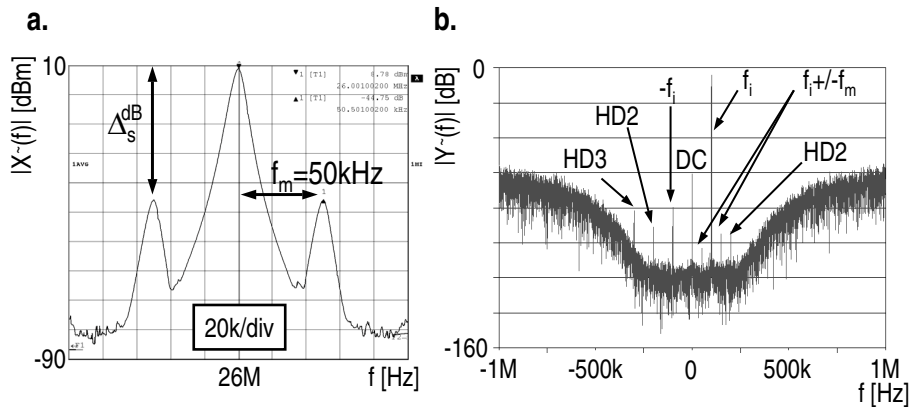 a.
|X~(f)| [dBm]
10
-90
Δs^dB
▼1 [T1] 8.78 dBm
26.00100200 MHz
▲1 [T1] -44.75 dB
50.50100200 kHz
A
1AVG
fm=50kHz
1
20k/div
26M
f [Hz]
b.
|Y~(f)| [dB]
0
-160
-fi
fi
fi+/-fm
HD2
HD3
DC
HD2
-1M
-500k
0
500k
1M
f [Hz]